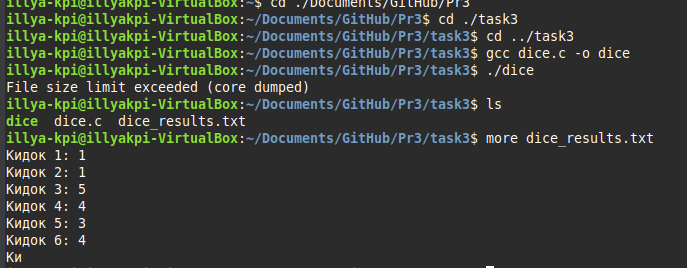 illya-kpi@illyakpi-VirtualBox:~$ cd ./Documents/GitHub/Pr3
illya-kpi@illyakpi-VirtualBox:~/Documents/GitHub/Pr3$ cd ./task3
illya-kpi@illyakpi-VirtualBox:~/Documents/GitHub/Pr3/task3$ cd ../task3
illya-kpi@illyakpi-VirtualBox:~/Documents/GitHub/Pr3/task3$ gcc dice.c -o dice
illya-kpi@illyakpi-VirtualBox:~/Documents/GitHub/Pr3/task3$ ./dice
File size limit exceeded (core dumped)
illya-kpi@illyakpi-VirtualBox:~/Documents/GitHub/Pr3/task3$ ls
dice  dice.c  dice_results.txt
illya-kpi@illyakpi-VirtualBox:~/Documents/GitHub/Pr3/task3$ more dice_results.txt
Кидок 1: 1
Кидок 2: 1
Кидок 3: 5
Кидок 4: 4
Кидок 5: 3
Кидок 6: 4
Ки